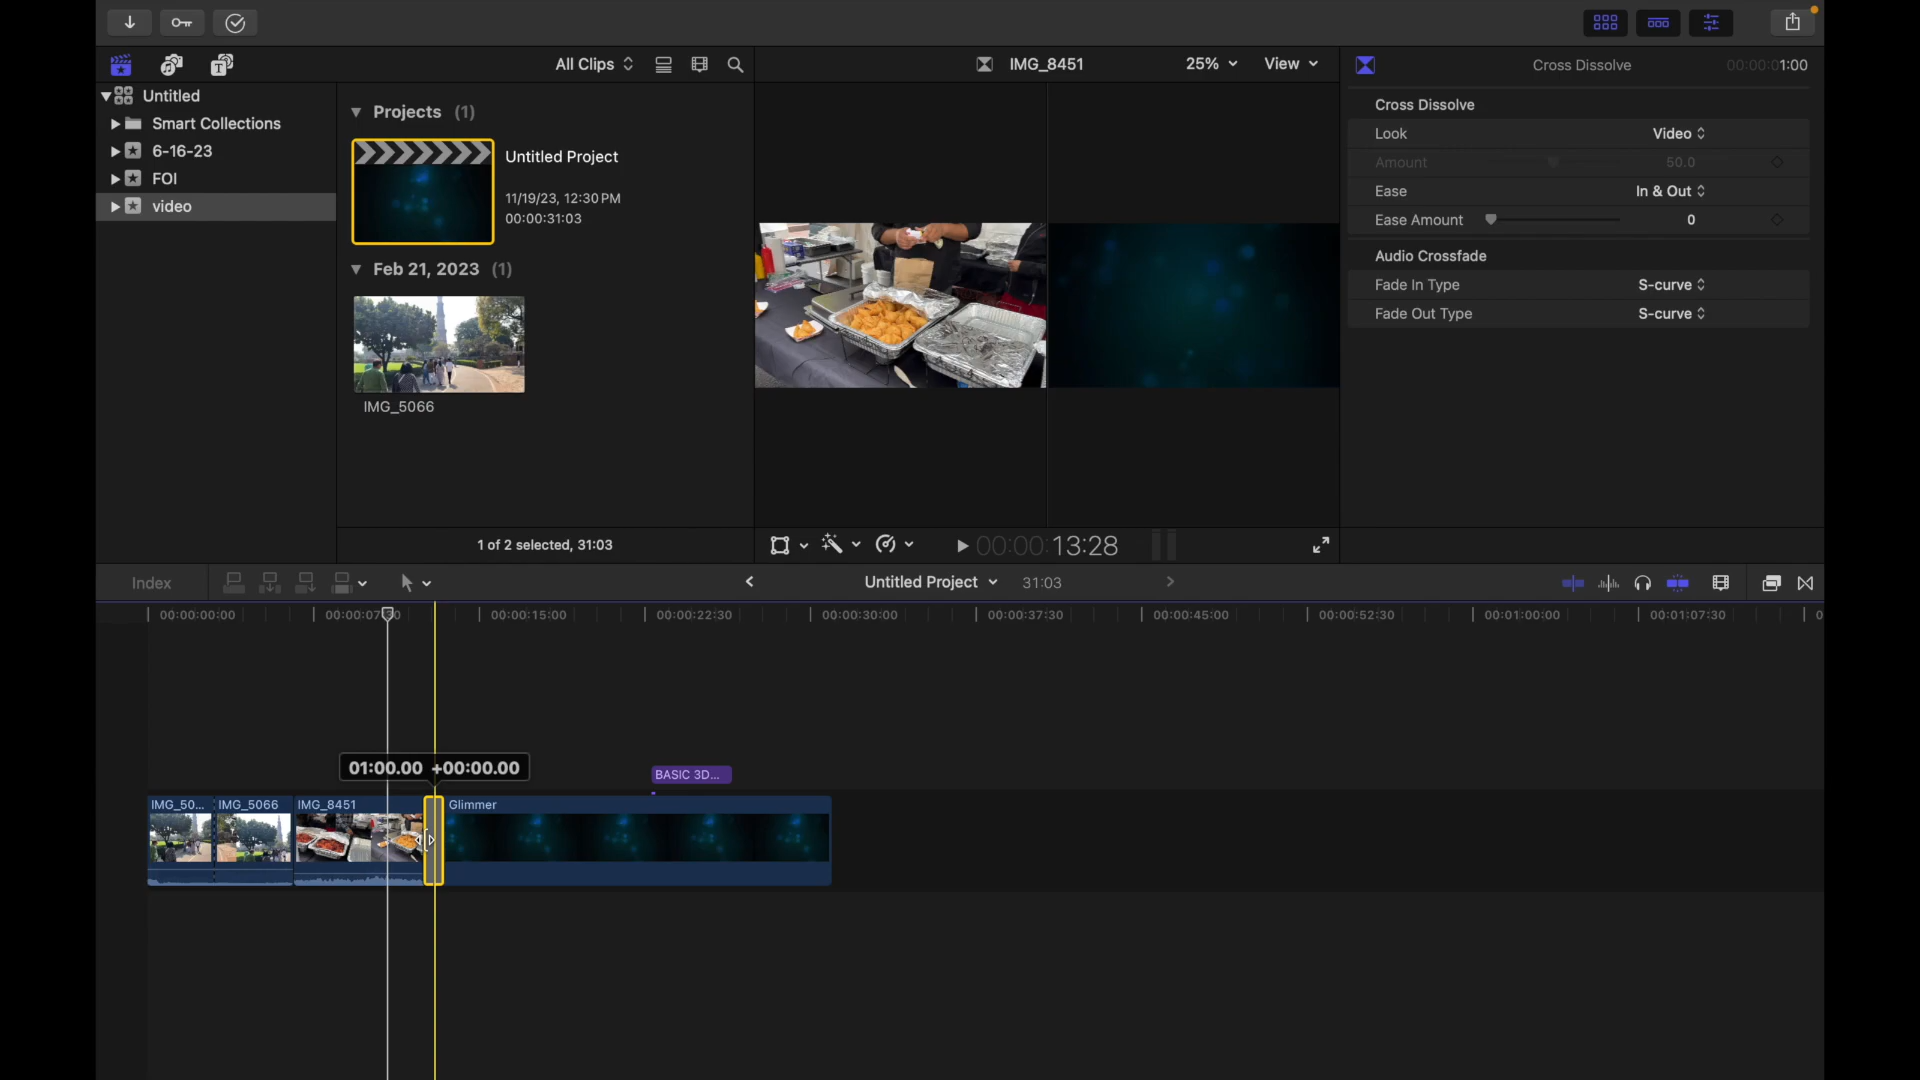 All Clips
IMG_8451
25%
View
Cross Dissolve
00:00:01:00
Untitled
Smart Collections
6-16-23
FOI
video
Projects (1)
Untitled Project
11/19/23, 12:30 PM
00:00:31:03
Feb 21, 2023 (1)
IMG_5066
Cross Dissolve
Look
Video
Amount
50.0
Ease
In & Out
Ease Amount
0
Audio Crossfade
Fade In Type
S-curve
Fade Out Type
S-curve
1 of 2 selected, 31:03
00:00:13:28
Index
Untitled Project
31:03
00:00:00:00
00:00:07:30
00:00:15:00
00:00:22:30
00:00:30:00
00:00:37:30
00:00:45:00
00:00:52:30
00:01:00:00
00:01:07:30
0
01:00.00 +00:00.00
BASIC 3D...
IMG_50...
IMG_5066
IMG_8451
Glimmer